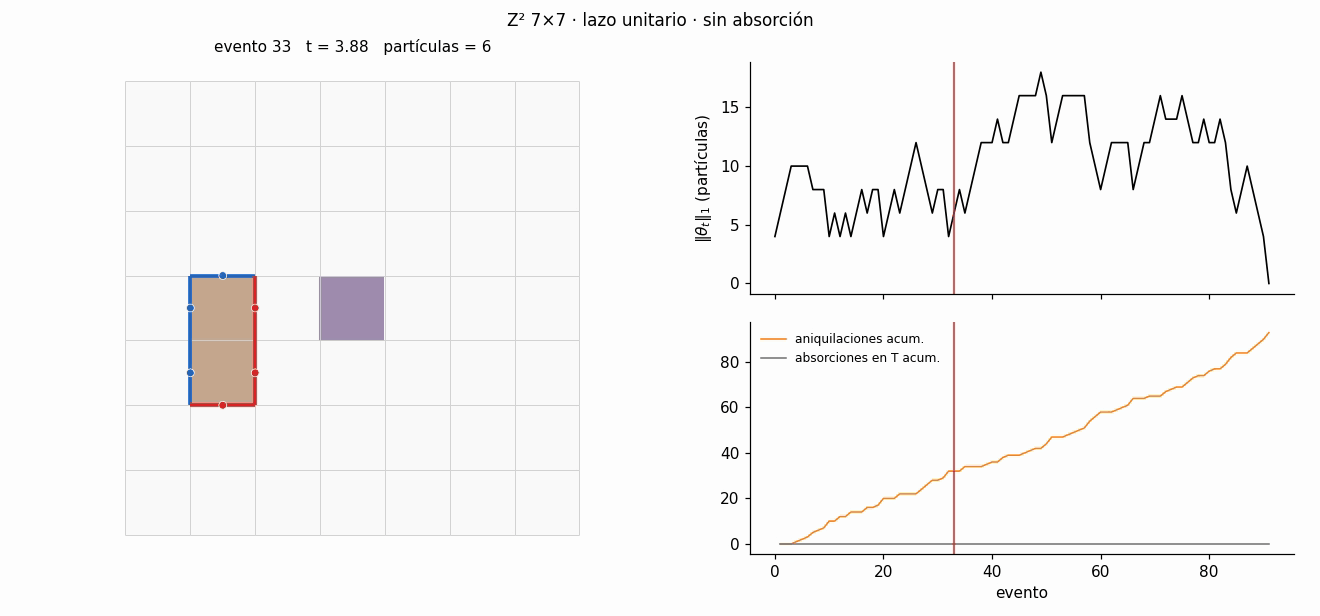 Z² 7×7 · lazo unitario · sin absorción
evento 33   t = 3.88   partículas = 6
‖θₜ‖₁ (partículas)
15
10
5
0
aniquilaciones acum.
absorciones en T acum.
80
60
40
20
0
0 20 40 60 80
evento